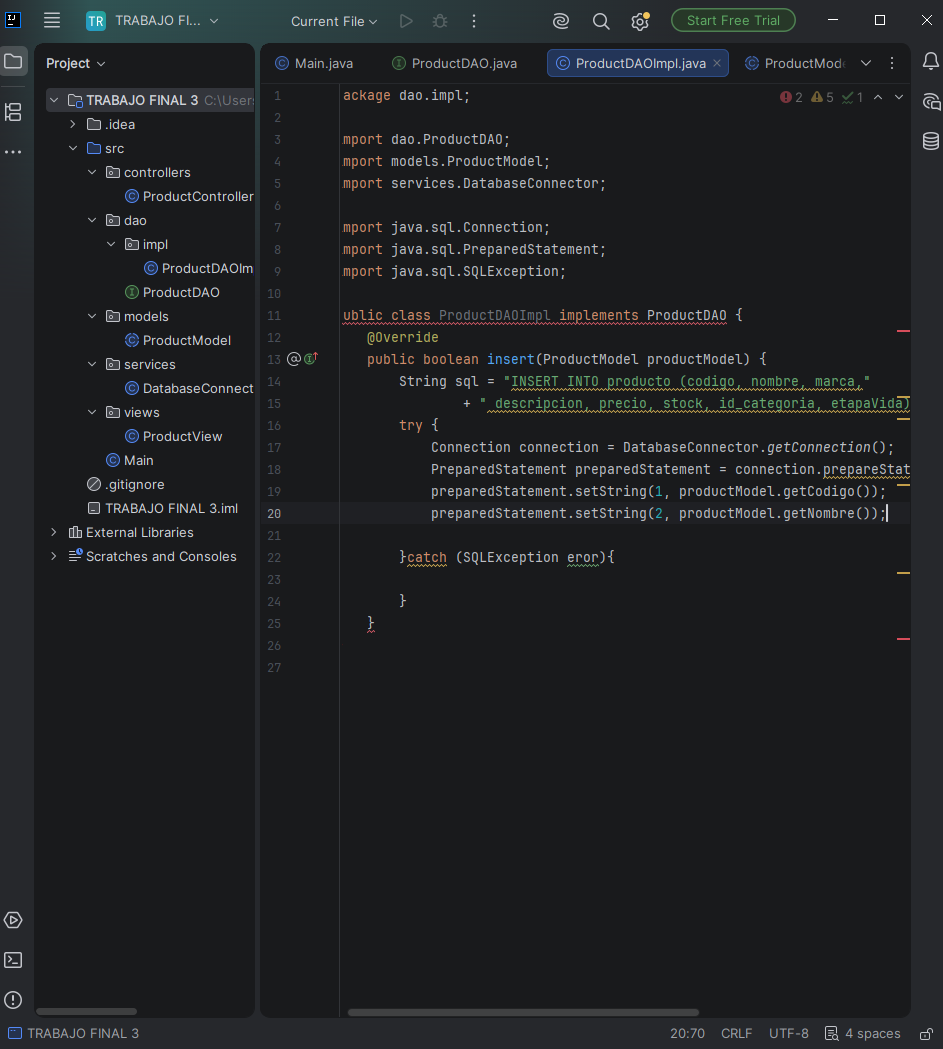 IJ
TR TRABAJO FI...
Current File
Start Free Trial
Project
Main.java
ProductDAO.java
ProductDAOImpl.java
ProductMode
TRABAJO FINAL 3 C:\Users
.idea
src
controllers
ProductController
dao
impl
ProductDAOIm
ProductDAO
models
ProductModel
services
DatabaseConnect
views
ProductView
Main
.gitignore
TRABAJO FINAL 3.iml
External Libraries
Scratches and Consoles
2 5 1
1 ackage dao.impl;
2
3 mport dao.ProductDAO;
4 mport models.ProductModel;
5 mport services.DatabaseConnector;
6
7 mport java.sql.Connection;
8 mport java.sql.PreparedStatement;
9 mport java.sql.SQLException;
10
11 ublic class ProductDAOImpl implements ProductDAO {
12 @Override
13 public boolean insert(ProductModel productModel) {
14 String sql = "INSERT INTO producto (codigo, nombre, marca,"
15 + " descripcion, precio, stock, id_categoria, etapaVida)
16 try {
17 Connection connection = DatabaseConnector.getConnection();
18 PreparedStatement preparedStatement = connection.prepareStat
19 preparedStatement.setString(1, productModel.getCodigo());
20 preparedStatement.setString(2, productModel.getNombre());
21
22 }catch (SQLException eror){
23
24 }
25 }
26
27
TRABAJO FINAL 3
20:70 CRLF UTF-8 4 spaces